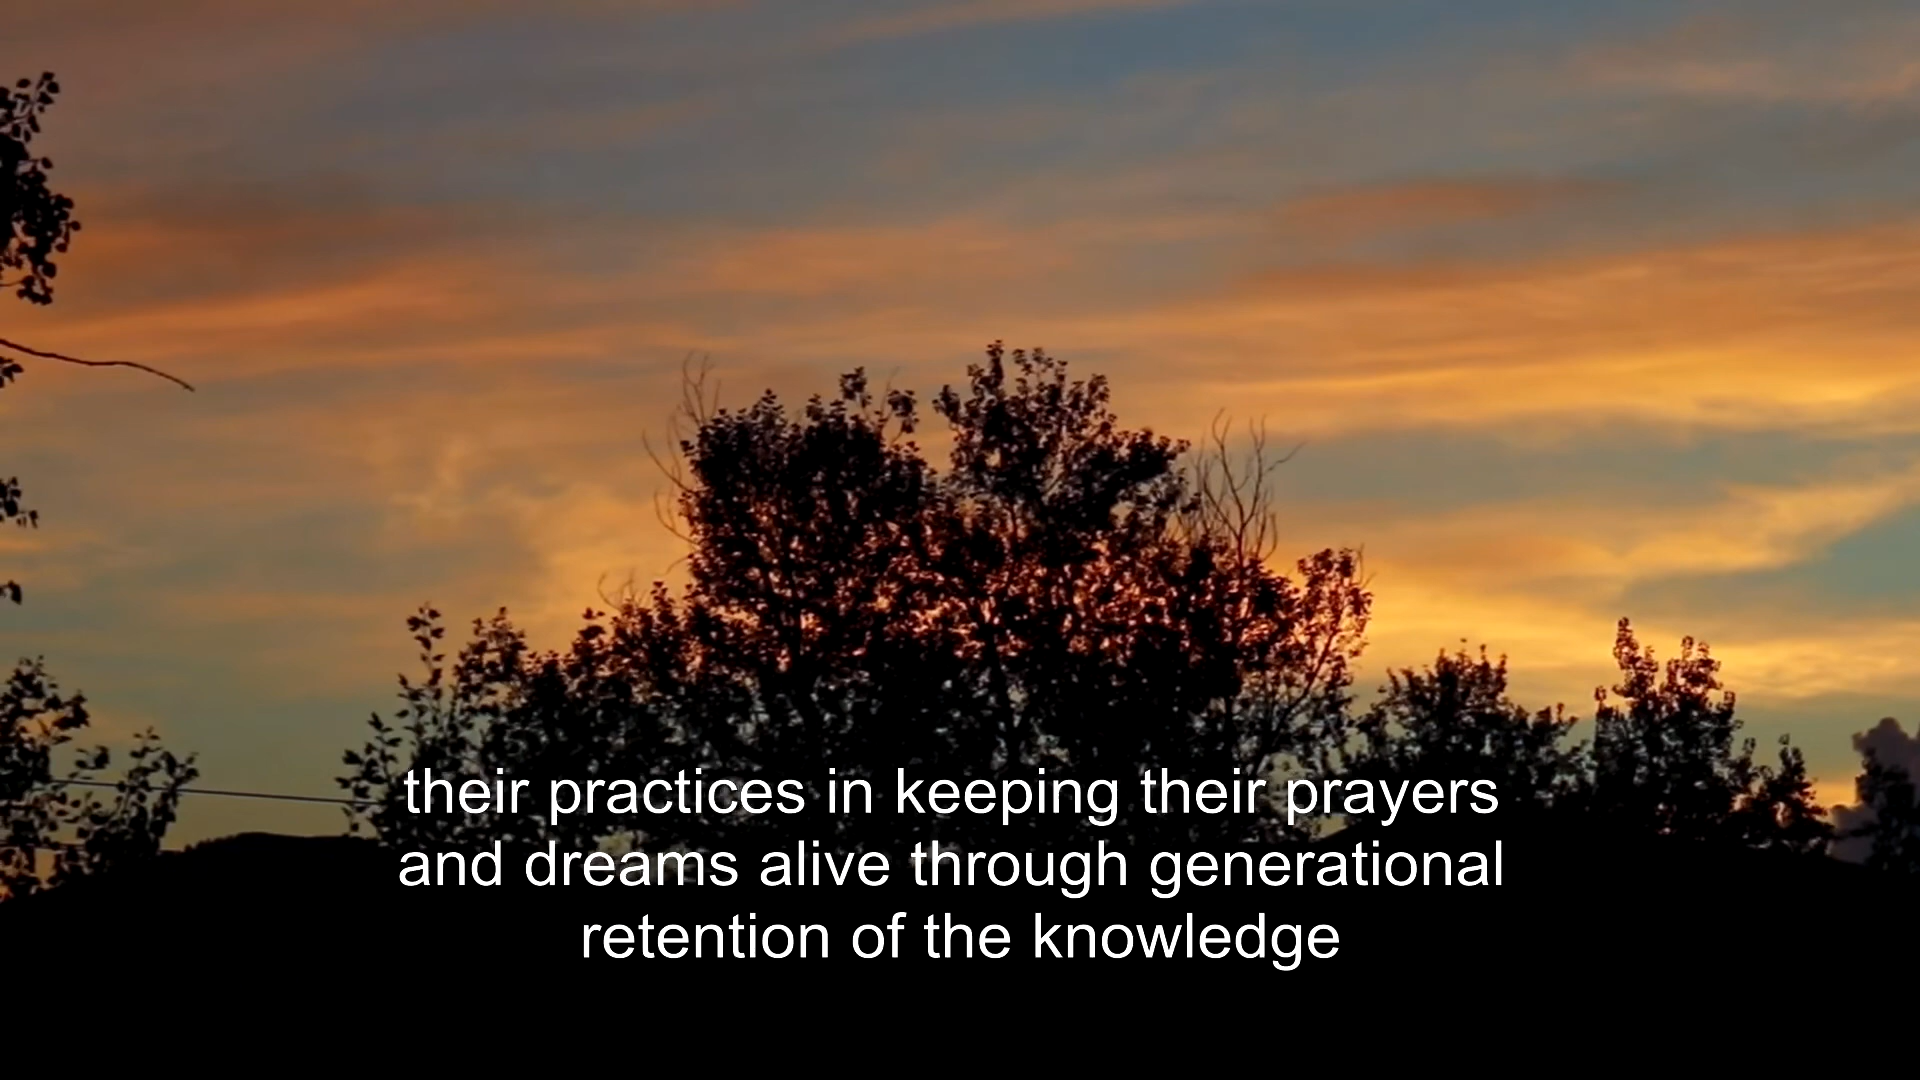 their practices in keeping their prayers
and dreams alive through generational
retention of the knowledge